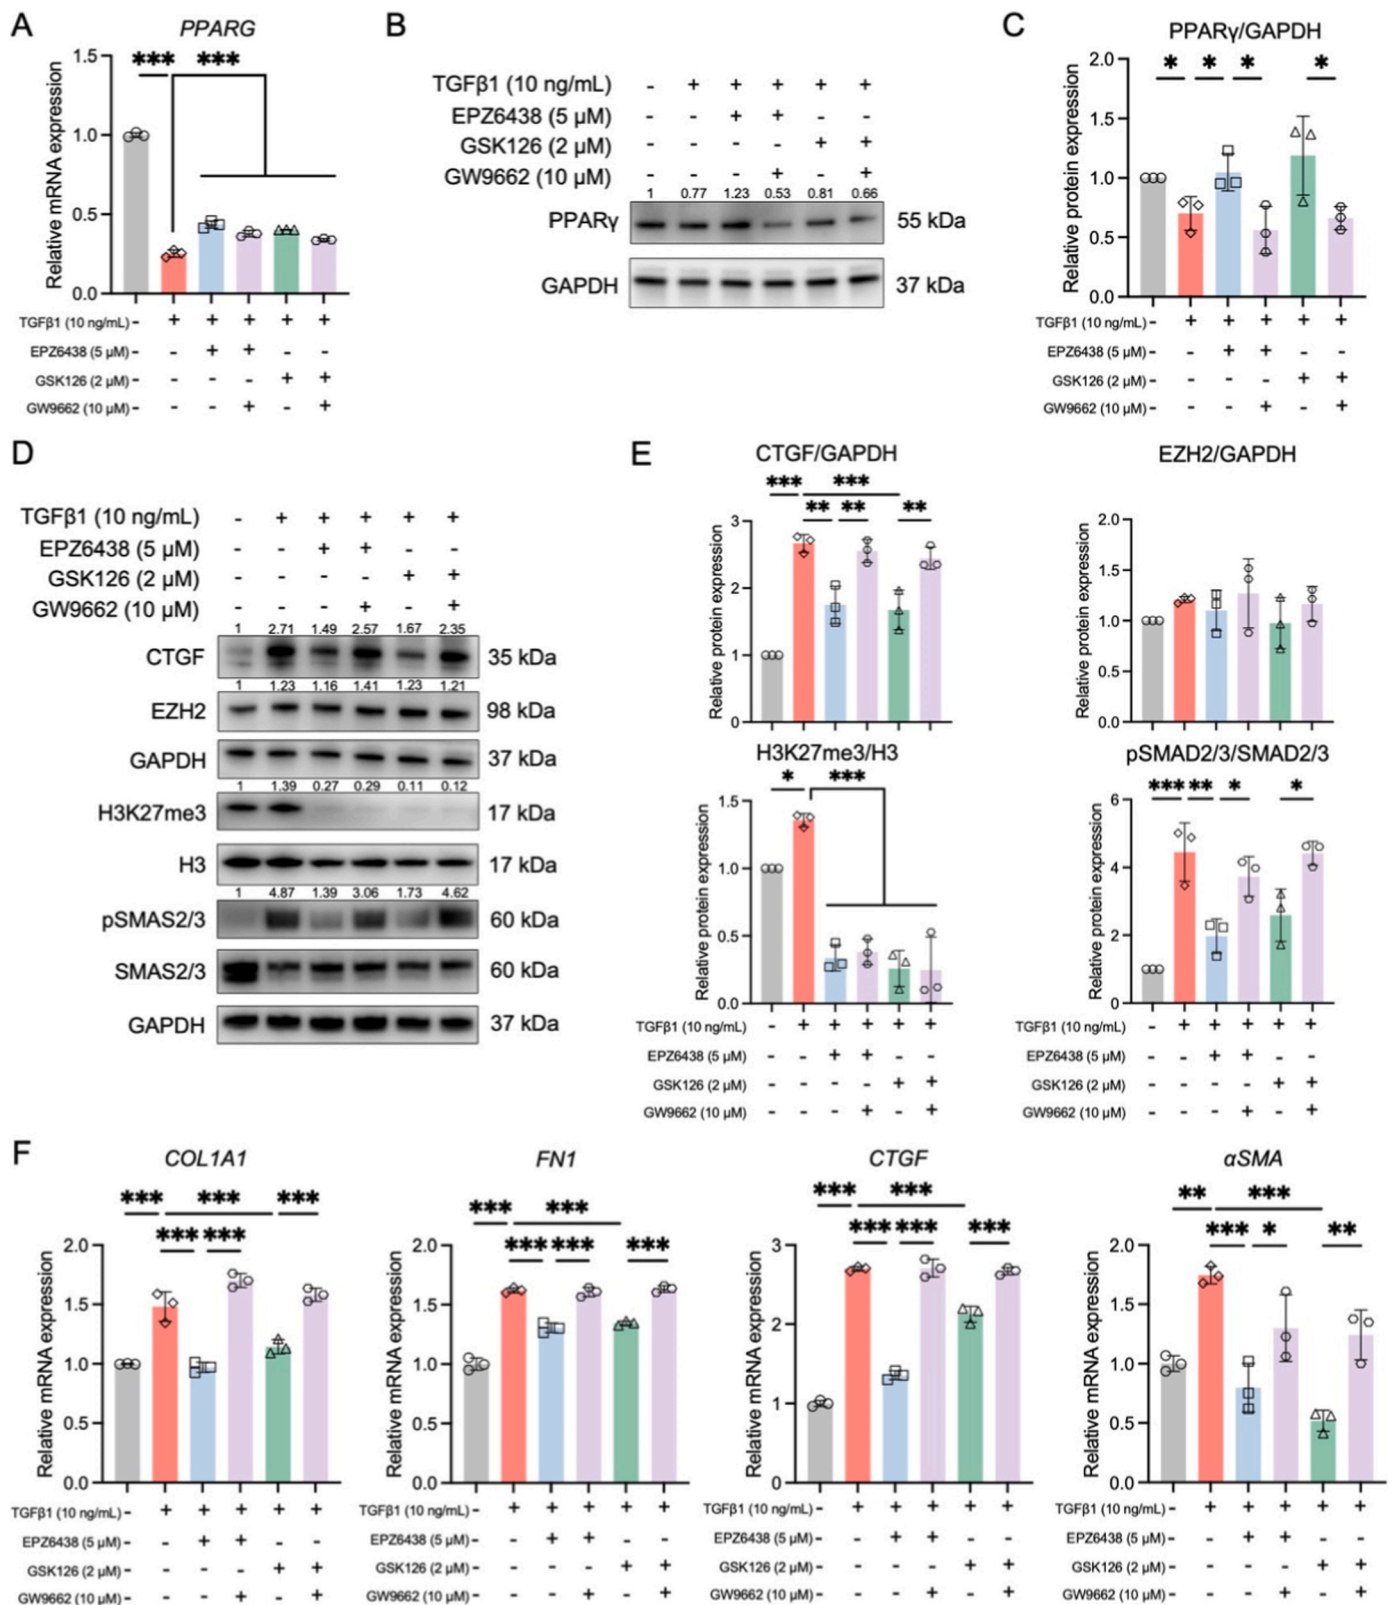 A
PPARG
*** ***
Relative mRNA expression
1.5
1.0
0.5
0.0
TGFβ1 (10 ng/mL) - + + + + +
EPZ6438 (5 µM) - - + + - -
GSK126 (2 µM) - - - - + +
GW9662 (10 µM) - - - + - +
B
TGFβ1 (10 ng/mL) - + + + + +
EPZ6438 (5 µM) - - + + - -
GSK126 (2 µM) - - - - + +
GW9662 (10 µM) - - - + - +
1 0.77 1.23 0.53 0.81 0.66
PPARγ 55 kDa
GAPDH 37 kDa
C
PPARγ/GAPDH
* * * *
Relative protein expression
2.0
1.5
1.0
0.5
0.0
TGFβ1 (10 ng/mL) - + + + + +
EPZ6438 (5 µM) - - + + - -
GSK126 (2 µM) - - - - + +
GW9662 (10 µM) - - - + - +
D
TGFβ1 (10 ng/mL) - + + + + +
EPZ6438 (5 µM) - - + + - -
GSK126 (2 µM) - - - - + +
GW9662 (10 µM) - - - + - +
1 2.71 1.49 2.57 1.67 2.35
CTGF 35 kDa
1 1.23 1.16 1.41 1.23 1.21
EZH2 98 kDa
GAPDH 37 kDa
1 1.39 0.27 0.29 0.11 0.12
H3K27me3 17 kDa
H3 17 kDa
1 4.87 1.39 3.06 1.73 4.62
pSMAS2/3 60 kDa
SMAS2/3 60 kDa
GAPDH 37 kDa
E
CTGF/GAPDH
*** ***
** ** **
Relative protein expression
3
2
1
0
EZH2/GAPDH
Relative protein expression
2.0
1.5
1.0
0.5
0.0
H3K27me3/H3
* ***
Relative protein expression
1.5
1.0
0.5
0.0
TGFβ1 (10 ng/mL) - + + + + +
EPZ6438 (5 µM) - - + + - -
GSK126 (2 µM) - - - - + +
GW9662 (10 µM) - - - + - +
pSMAD2/3/SMAD2/3
*** ** * *
Relative protein expression
6
4
2
0
TGFβ1 (10 ng/mL) - + + + + +
EPZ6438 (5 µM) - - + + - -
GSK126 (2 µM) - - - - + +
GW9662 (10 µM) - - - + - +
F
COL1A1
*** *** ***
*** ***
Relative mRNA expression
2.0
1.5
1.0
0.5
0.0
TGFβ1 (10 ng/mL) - + + + + +
EPZ6438 (5 µM) - - + + - -
GSK126 (2 µM) - - - - + +
GW9662 (10 µM) - - - + - +
FN1
*** ***
*** *** ***
Relative mRNA expression
2.0
1.5
1.0
0.5
0.0
TGFβ1 (10 ng/mL) - + + + + +
EPZ6438 (5 µM) - - + + - -
GSK126 (2 µM) - - - - + +
GW9662 (10 µM) - - - + - +
CTGF
*** ***
*** *** ***
Relative mRNA expression
3
2
1
0
TGFβ1 (10 ng/mL) - + + + + +
EPZ6438 (5 µM) - - + + - -
GSK126 (2 µM) - - - - + +
GW9662 (10 µM) - - - + - +
αSMA
** ***
*** * **
Relative mRNA expression
2.0
1.5
1.0
0.5
0.0
TGFβ1 (10 ng/mL) - + + + + +
EPZ6438 (5 µM) - - + + - -
GSK126 (2 µM) - - - - + +
GW9662 (10 µM) - - - + - +